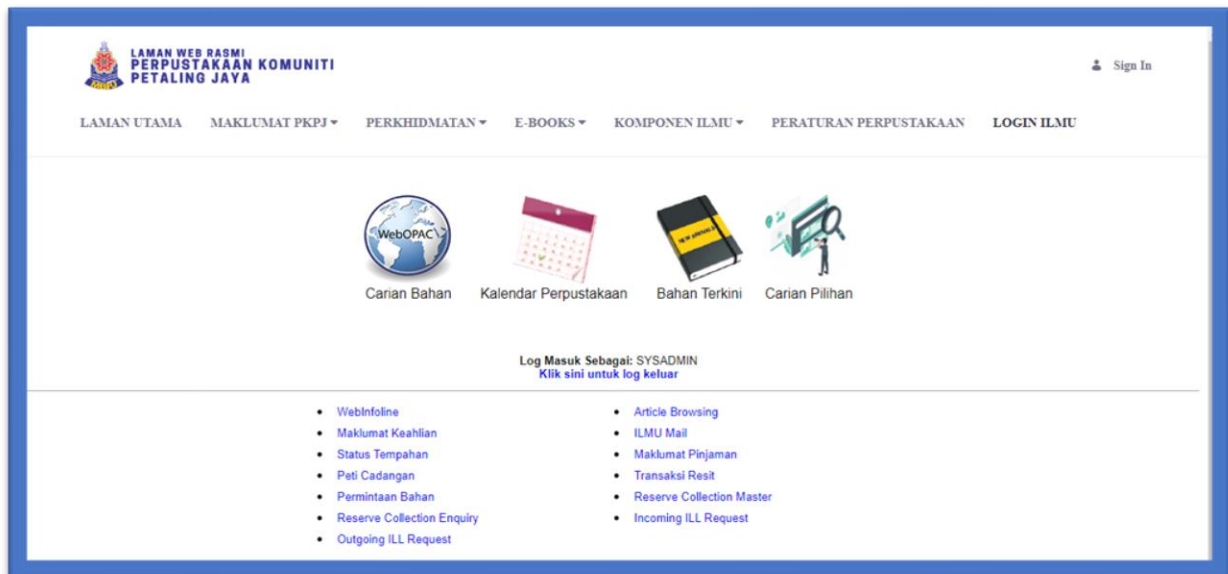 LAMAN WEB RASMI
PERPUSTAKAAN KOMUNITI
PETALING JAYA
MBPJ
Sign In
LAMAN UTAMA MAKLUMAT PKPJ PERKHIDMATAN E-BOOKS KOMPONEN ILMU PERATURAN PERPUSTAKAAN LOGIN ILMU
WebOPAC
NEW ARRIVALS
Carian Bahan Kalendar Perpustakaan Bahan Terkini Carian Pilihan
Log Masuk Sebagai: SYSADMIN
Klik sini untuk log keluar
• WebInfoline
• Maklumat Keahlian
• Status Tempahan
• Peti Cadangan
• Permintaan Bahan
• Reserve Collection Enquiry
• Outgoing ILL Request
• Article Browsing
• ILMU Mail
• Maklumat Pinjaman
• Transaksi Resit
• Reserve Collection Master
• Incoming ILL Request